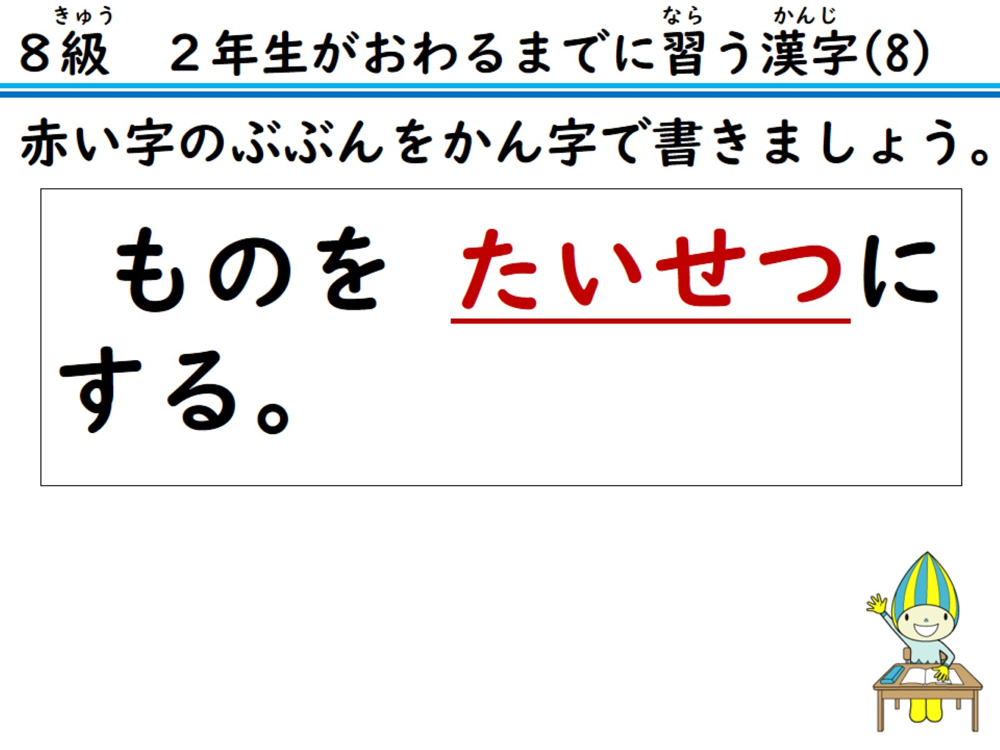 きゅう なら かんじ
8級　2年生がおわるまでに習う漢字(8)
赤い字のぶぶんをかん字で書きましょう。
ものを たいせつに
する。